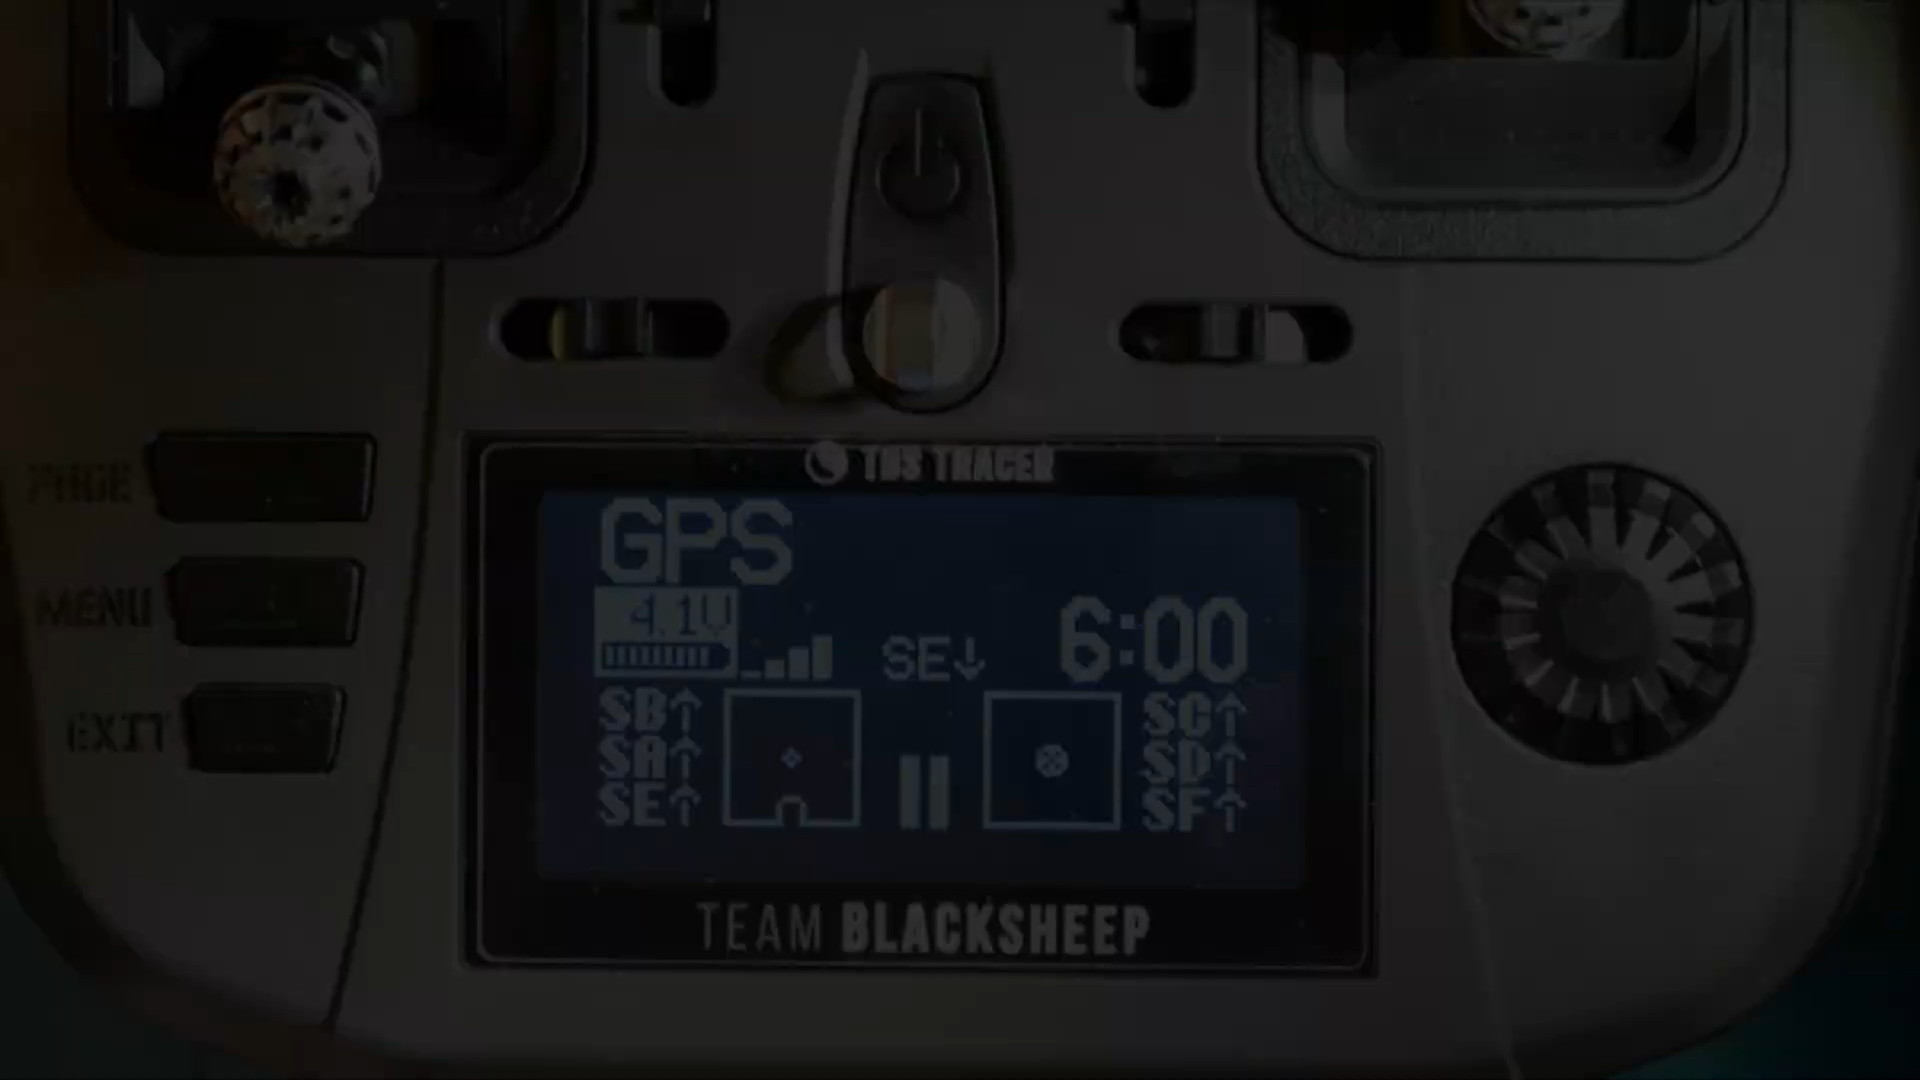 TBS TRACER
PAGE
MENU
EXIT
GPS
4.1V
SE↓
6:00
SB↑
SA↑
SE↑
SC↑
SD↑
SF↑
TEAM BLACKSHEEP